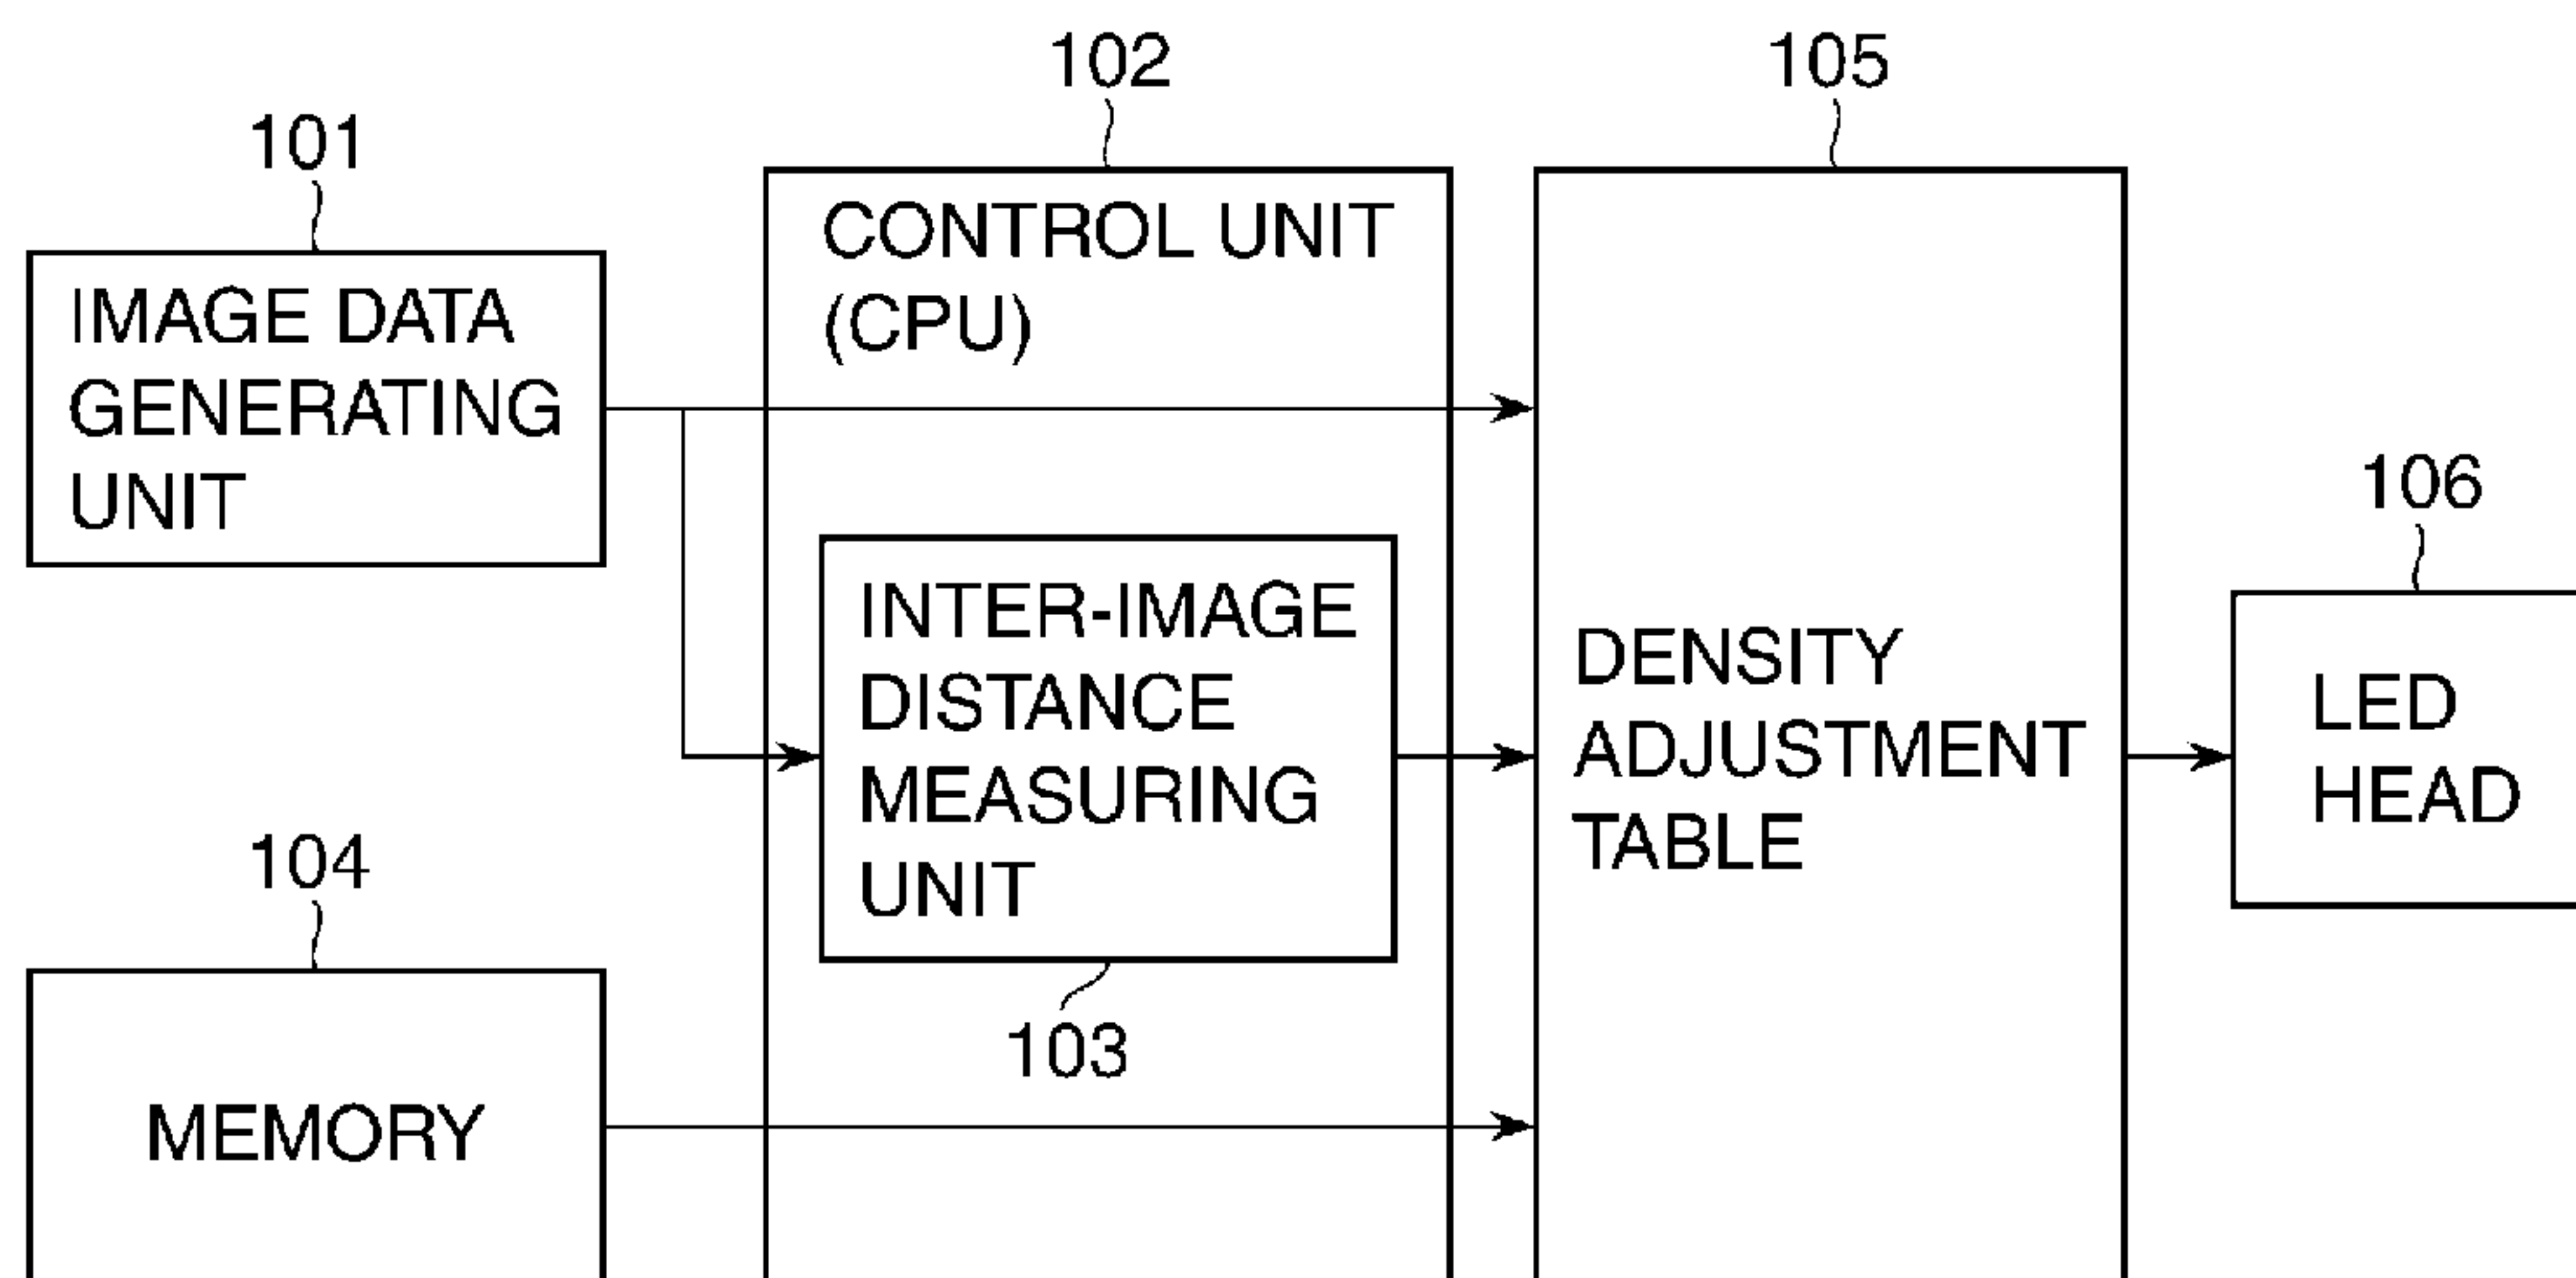 102
105
101
CONTROL UNIT
(CPU)
IMAGE DATA
GENERATING
UNIT
106
INTER-IMAGE
DISTANCE
MEASURING
UNIT
DENSITY
ADJUSTMENT
TABLE
LED
HEAD
104
103
MEMORY